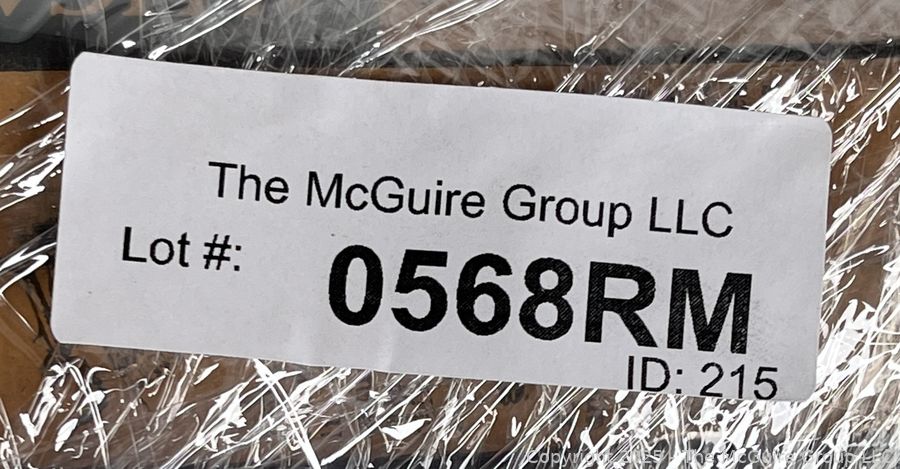 The McGuire Group LLC
Lot #: 0568RM
ID: 215